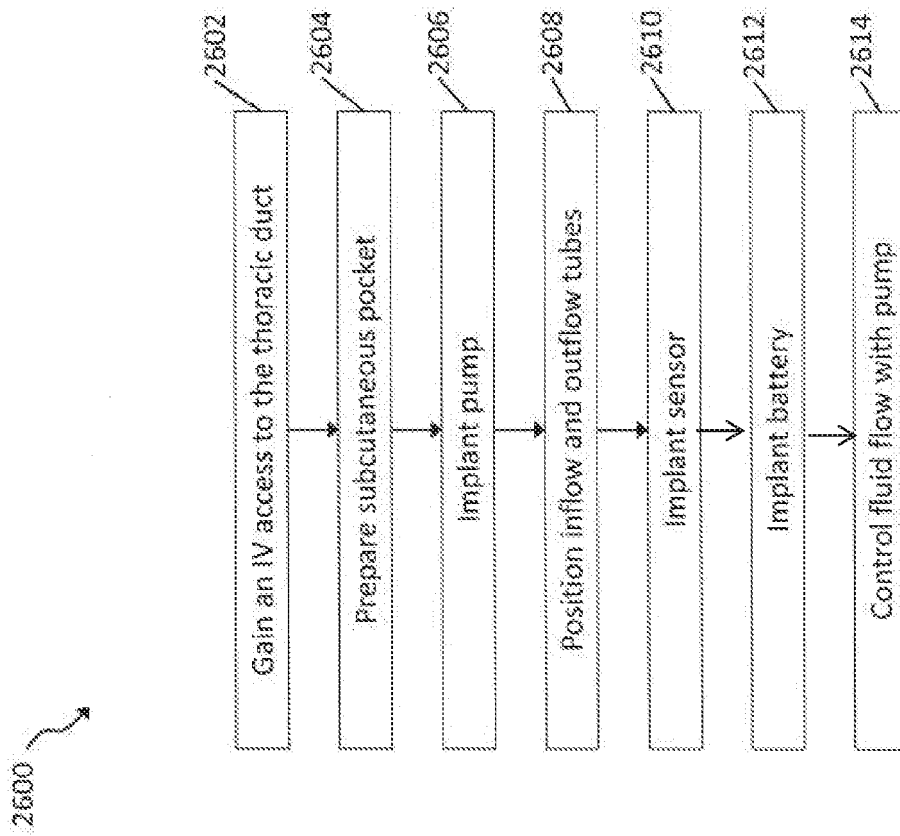 2600
Gain an IV access to the thoracic duct
2602
Prepare subcutaneous pocket
2604
Implant pump
2606
Position inflow and outflow tubes
2608
Implant sensor
2610
Implant battery
2612
Control fluid flow with pump
2614